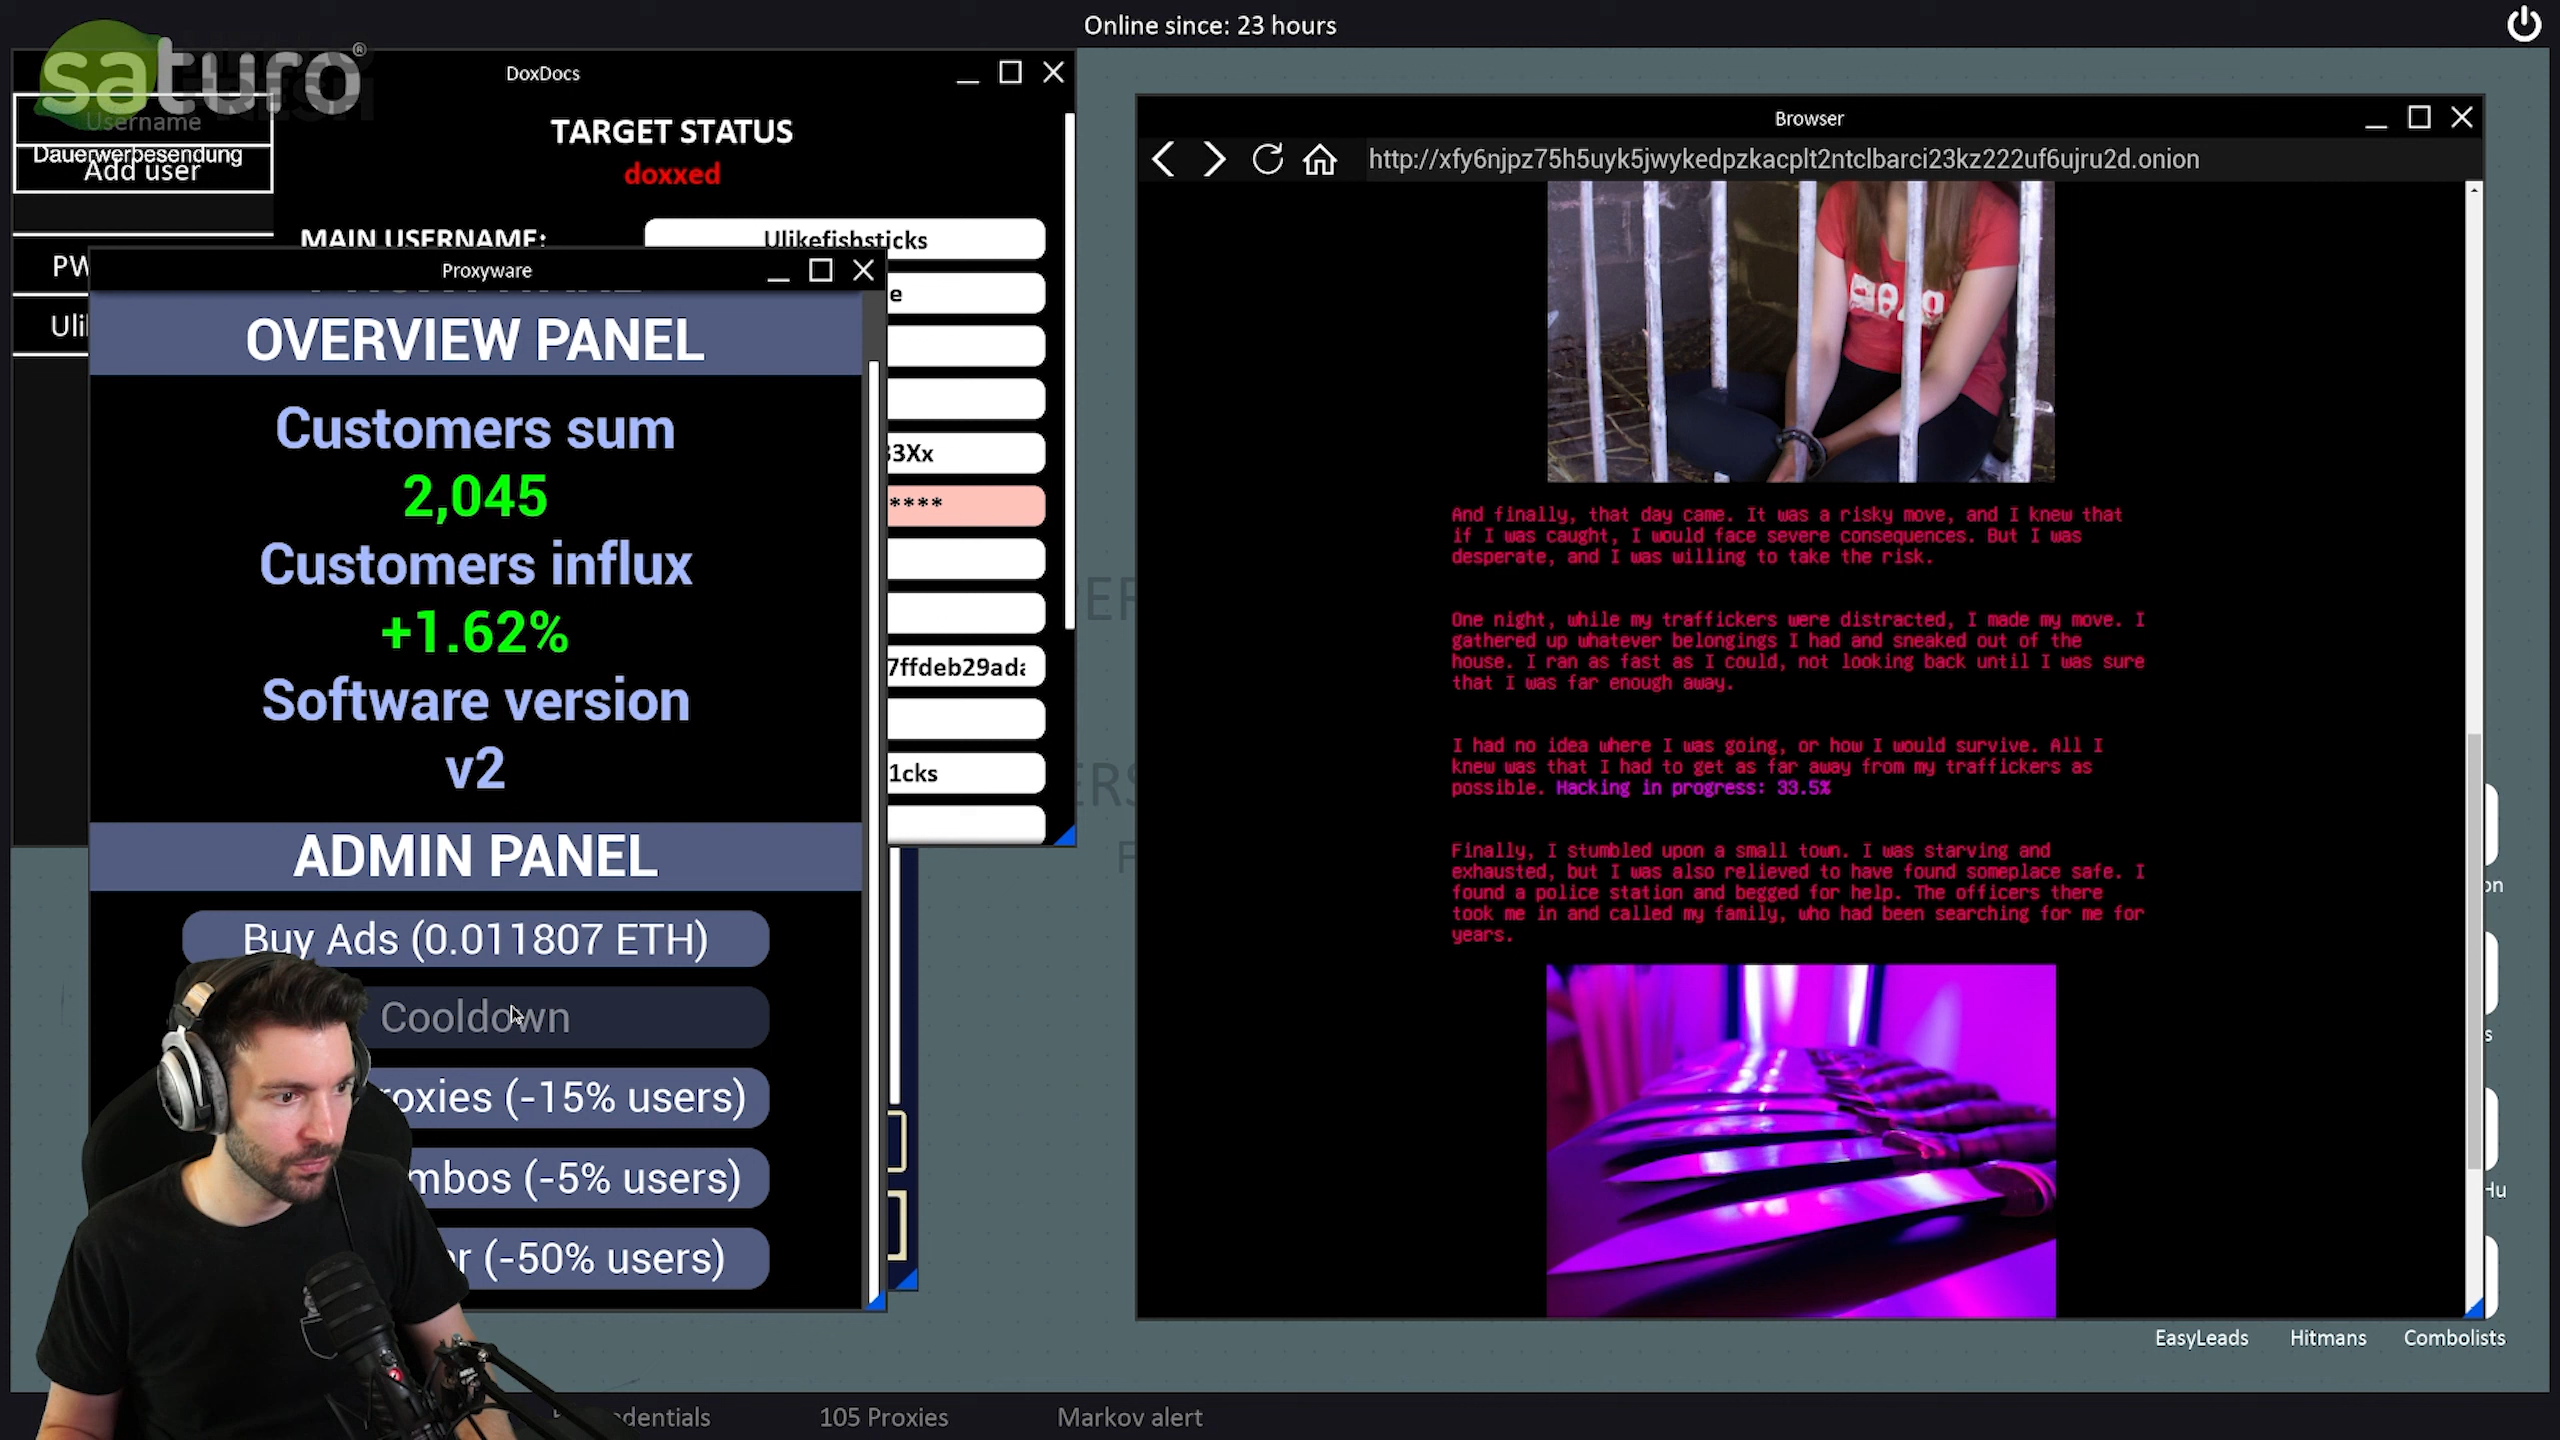 Online since: 23 hours
saturo®
Username
Dauerwerbesendung
Add user
PW
Uli
DoxDocs
TARGET STATUS
doxxed
MAIN USERNAME:
Ulikefishsticks
e
33Xx
****
7ffdeb29ada
1cks
Proxyware
OVERVIEW PANEL
Customers sum
2,045
Customers influx
+1.62%
Software version
v2
ADMIN PANEL
Buy Ads (0.011807 ETH)
Cooldown
roxies (-15% users)
mbos (-5% users)
r (-50% users)
Browser
http://xfy6njpz75h5uyk5jwykedpzkacplt2ntclbarci23kz222uf6ujru2d.onion
And finally, that day came. It was a risky move, and I knew that
if I was caught, I would face severe consequences. But I was
desperate, and I was willing to take the risk.
One night, while my traffickers were distracted, I made my move. I
gathered up whatever belongings I had and sneaked out of the
house. I ran as fast as I could, not looking back until I was sure
that I was far enough away.
I had no idea where I was going, or how I would survive. All I
knew was that I had to get as far away from my traffickers as
possible. Hacking in progress: 33.5%
Finally, I stumbled upon a small town. I was starving and
exhausted, but I was also relieved to have found someplace safe. I
found a police station and begged for help. The officers there
took me in and called my family, who had been searching for me for
years.
on
s
Hu
EasyLeads
Hitmans
Combolists
dentials
105 Proxies
Markov alert